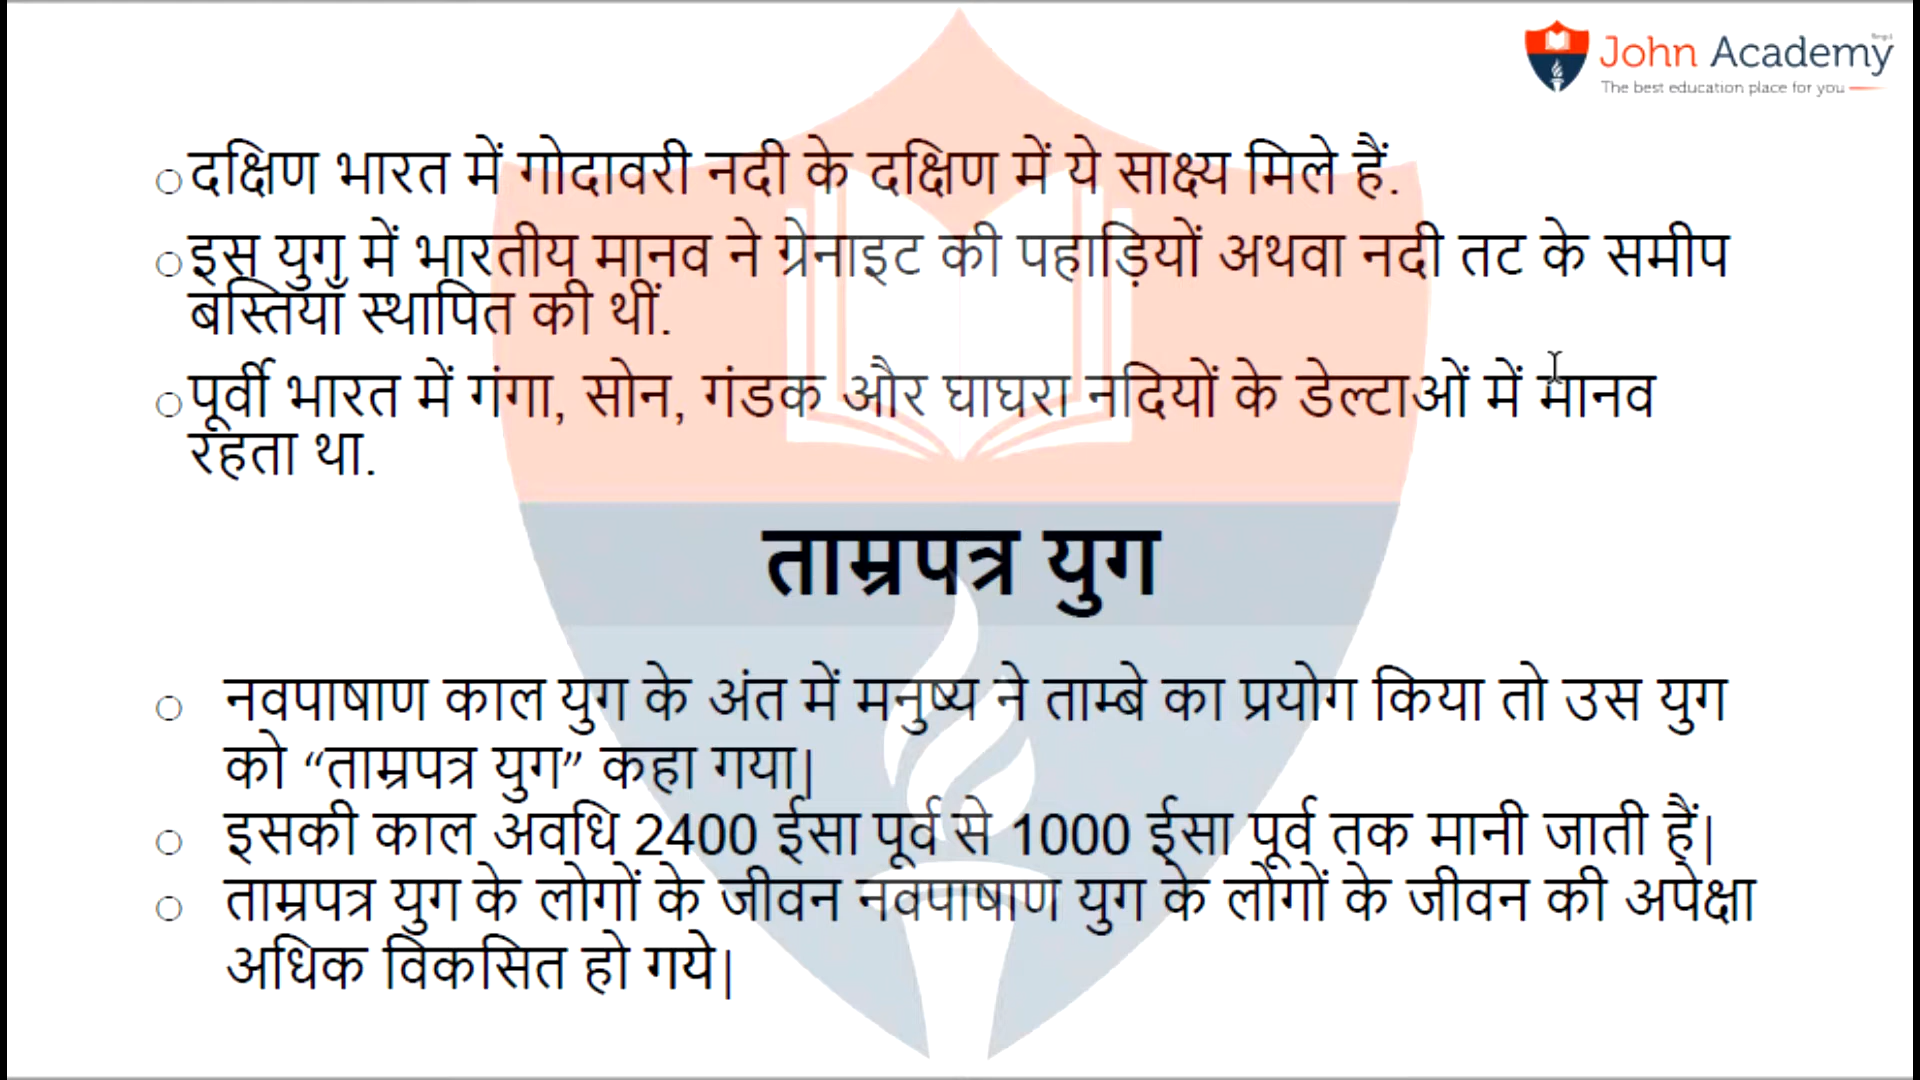 John Academy
The best education place for you
दक्षिण भारत में गोदावरी नदी के दक्षिण में ये साक्ष्य मिले हैं.
इस युग में भारतीय मानव ने ग्रेनाइट की पहाड़ियों अथवा नदी तट के समीप
बस्तियाँ स्थापित की थीं.
पूर्वी भारत में गंगा, सोन, गंडक और घाघरा नदियों के डेल्टाओं में मानव
रहता था.
ताम्रपत्र युग
नवपाषाण काल युग के अंत में मनुष्य ने ताम्बे का प्रयोग किया तो उस युग
को “ताम्रपत्र युग” कहा गया|
इसकी काल अवधि 2400 ईसा पूर्व से 1000 ईसा पूर्व तक मानी जाती हैं|
ताम्रपत्र युग के लोगों के जीवन नवपाषाण युग के लोगों के जीवन की अपेक्षा
अधिक विकसित हो गये|